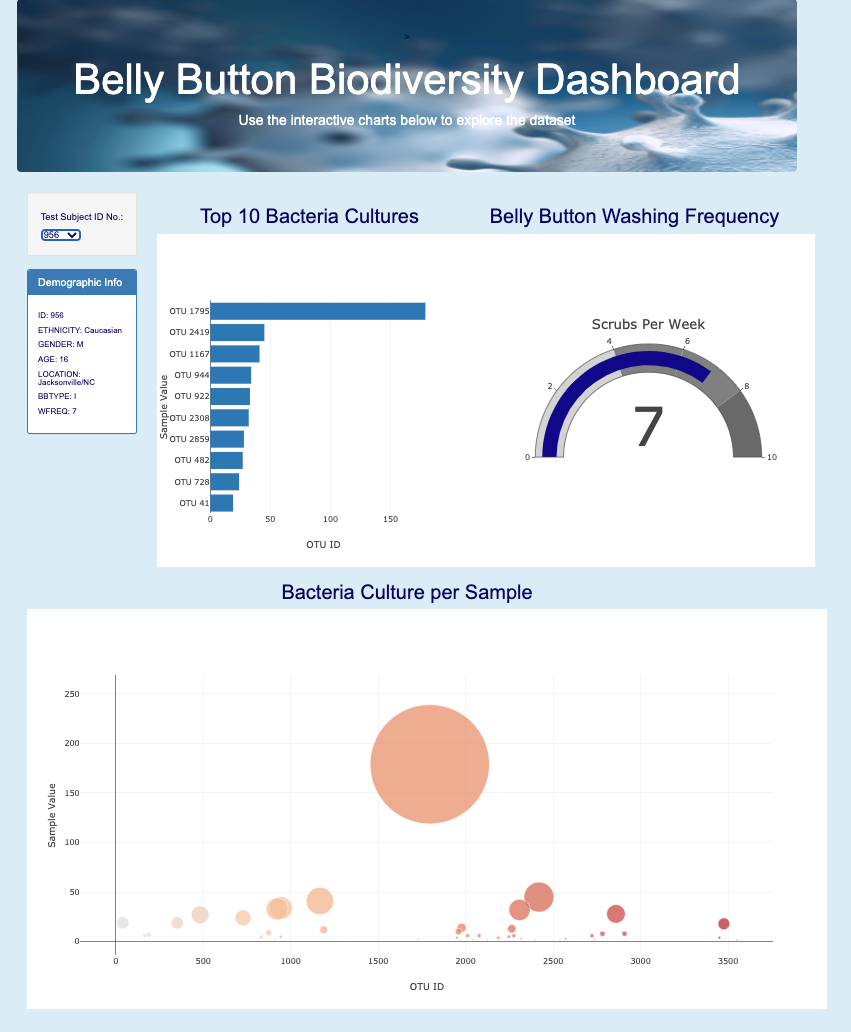 >
Belly Button Biodiversity Dashboard
Use the interactive charts below to explore the dataset
Test Subject ID No.:
956
Demographic Info
ID: 956
ETHNICITY: Caucasian
GENDER: M
AGE: 16
LOCATION:
Jacksonville/NC
BBTYPE: I
WFREQ: 7
Top 10 Bacteria Cultures
OTU 1795
OTU 2419
OTU 1167
OTU 944
OTU 922
OTU 2308
OTU 2859
OTU 482
OTU 728
OTU 41
Sample Value
0 50 100 150
OTU ID
Belly Button Washing Frequency
Scrubs Per Week
0 2 4 6 8 10
7
Bacteria Culture per Sample
250
200
150
100
50
0
Sample Value
0 500 1000 1500 2000 2500 3000 3500
OTU ID